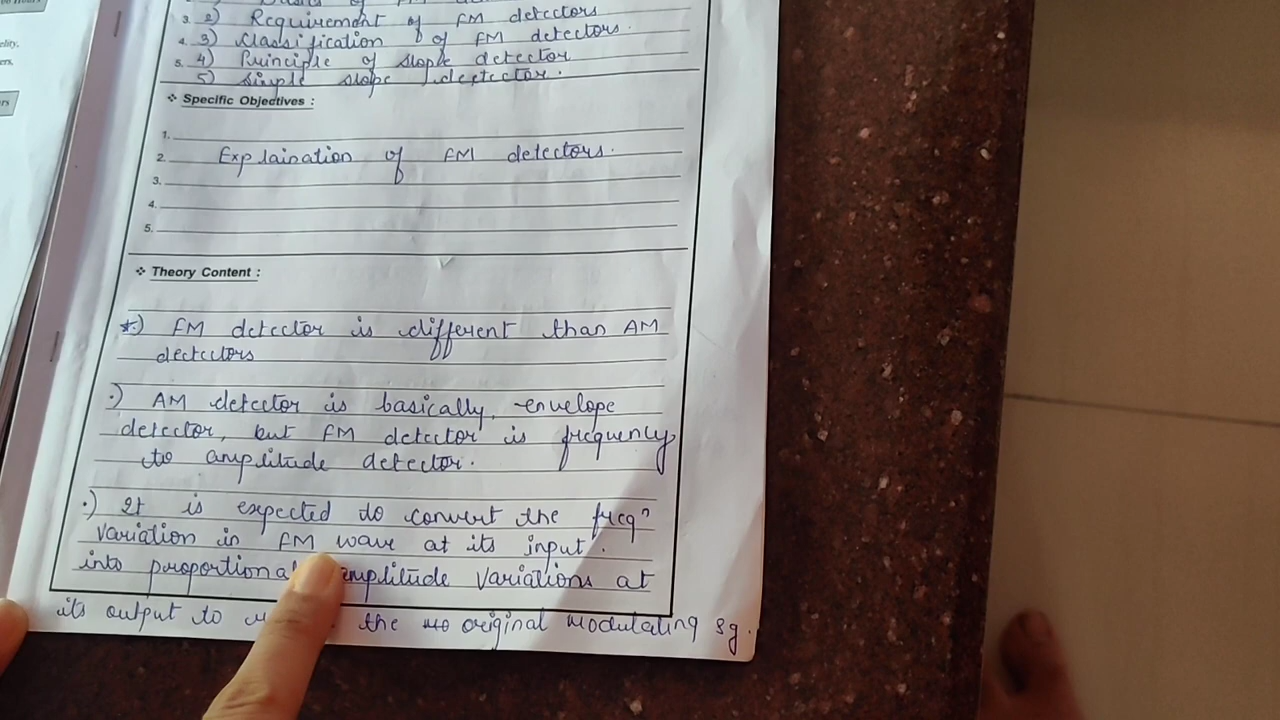 3. 2) Requirement of FM detectors
4. 3) Classification of FM detectors.
5. 4) Principle of slope detector
5) Simple slope detector.
❖ Specific Objectives :
1.
2. Explaination of FM detectors.
3.
4.
5.
❖ Theory Content :
*) FM detector is different than AM
detectors
.) AM detector is basically, envelope
detector, but FM detector is frequency
to amplitude detector.
.) It is expected to convert the freqn
variation in FM wave at its input.
into proportional amplitude variations at
its output to the original modulating sg.